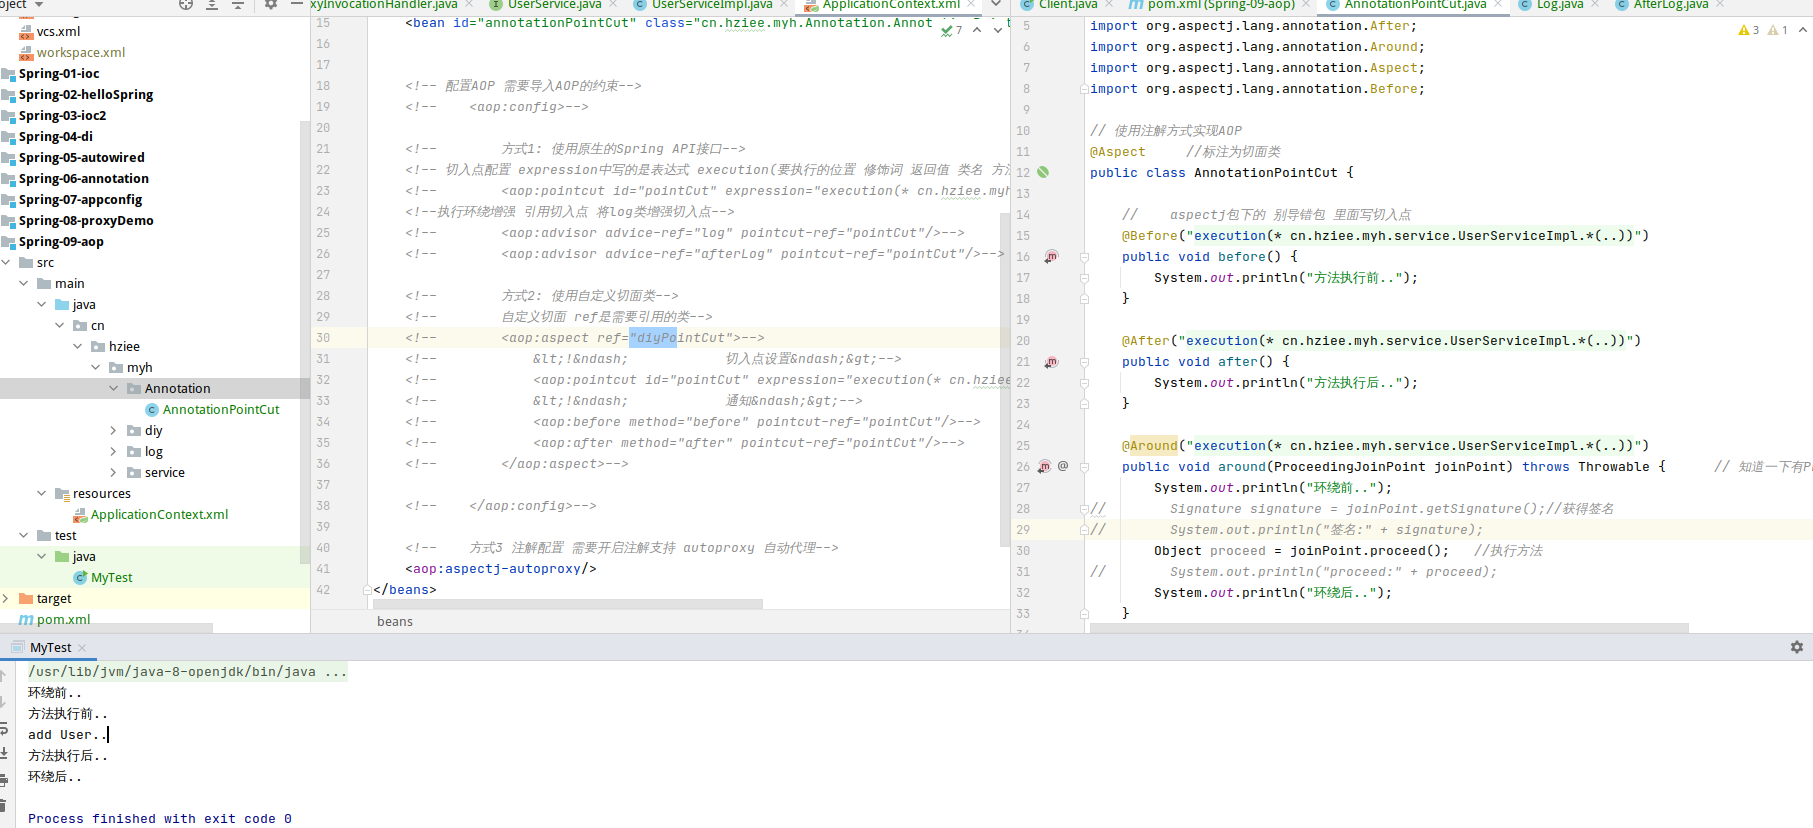 oject
xyInvocationHandler.java
UserService.java
UserServiceImpl.java
ApplicationContext.xml
Client.java
pom.xml (Spring-09-aop)
AnnotationPointCut.java
Log.java
AfterLog.java
vcs.xml
workspace.xml
Spring-01-ioc
Spring-02-helloSpring
Spring-03-ioc2
Spring-04-di
Spring-05-autowired
Spring-06-annotation
Spring-07-appconfig
Spring-08-proxyDemo
Spring-09-aop
src
main
java
cn
hziee
myh
Annotation
AnnotationPointCut
diy
log
service
resources
ApplicationContext.xml
test
java
MyTest
target
pom.xml
7
15 <bean id="annotationPointCut" class="cn.hziee.myh.Annotation.Annot
16
17
18 <!-- 配置AOP 需要导入AOP的约束-->
19 <!-- <aop:config>-->
20
21 <!-- 方式1: 使用原生的Spring API接口-->
22 <!-- 切入点配置 expression中写的是表达式 execution(要执行的位置 修饰词 返回值 类名 方法
23 <!-- <aop:pointcut id="pointCut" expression="execution(* cn.hziee.myh
24 <!--执行环绕增强 引用切入点 将log类增强切入点-->
25 <!-- <aop:advisor advice-ref="log" pointcut-ref="pointCut"/>-->
26 <!-- <aop:advisor advice-ref="afterLog" pointcut-ref="pointCut"/>-->
27
28 <!-- 方式2: 使用自定义切面类-->
29 <!-- 自定义切面 ref是需要引用的类-->
30 <!-- <aop:aspect ref="diyPointCut">-->
31 <!-- &lt;!&ndash; 切入点设置&ndash;&gt;-->
32 <!-- <aop:pointcut id="pointCut" expression="execution(* cn.hziee
33 <!-- &lt;!&ndash; 通知&ndash;&gt;-->
34 <!-- <aop:before method="before" pointcut-ref="pointCut"/>-->
35 <!-- <aop:after method="after" pointcut-ref="pointCut"/>-->
36 <!-- </aop:aspect>-->
37
38 <!-- </aop:config>-->
39
40 <!-- 方式3 注解配置 需要开启注解支持 autoproxy 自动代理-->
41 <aop:aspectj-autoproxy/>
42 </beans>
beans
3 1
5 import org.aspectj.lang.annotation.After;
6 import org.aspectj.lang.annotation.Around;
7 import org.aspectj.lang.annotation.Aspect;
8 import org.aspectj.lang.annotation.Before;
9
10 // 使用注解方式实现AOP
11 @Aspect //标注为切面类
12 public class AnnotationPointCut {
13
14 // aspectj包下的 别导错包 里面写切入点
15 @Before("execution(* cn.hziee.myh.service.UserServiceImpl.*(..))")
16 public void before() {
17 System.out.println("方法执行前..");
18 }
19
20 @After("execution(* cn.hziee.myh.service.UserServiceImpl.*(..))")
21 public void after() {
22 System.out.println("方法执行后..");
23 }
24
25 @Around("execution(* cn.hziee.myh.service.UserServiceImpl.*(..))")
26 public void around(ProceedingJoinPoint joinPoint) throws Throwable { // 知道一下有P
27 System.out.println("环绕前..");
28 // Signature signature = joinPoint.getSignature();//获得签名
29 // System.out.println("签名:" + signature);
30 Object proceed = joinPoint.proceed(); //执行方法
31 // System.out.println("proceed:" + proceed);
32 System.out.println("环绕后..");
33 }
MyTest
/usr/lib/jvm/java-8-openjdk/bin/java ...
环绕前..
方法执行前..
add User..
方法执行后..
环绕后..
Process finished with exit code 0